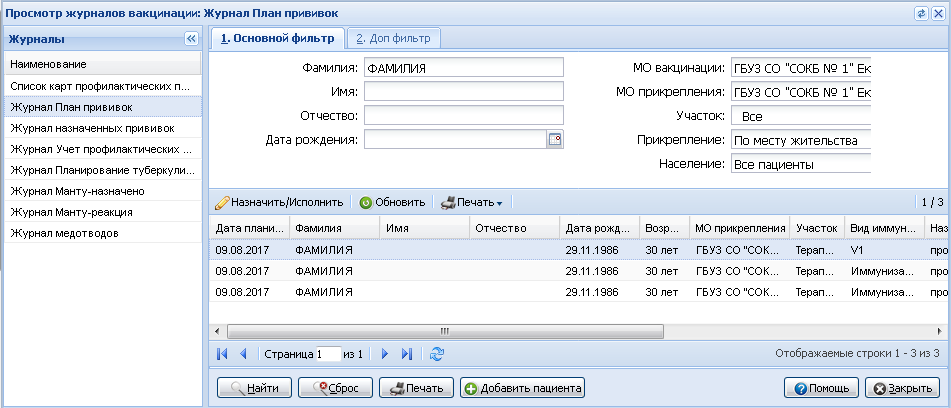 Просмотр журналов вакцинации: Журнал План прививок
Журналы
Наименование
Список карт профилактических п...
Журнал План прививок
Журнал назначенных прививок
Журнал Учет профилактических ...
Журнал Планирование туберкули...
Журнал Манту-назначено
Журнал Манту-реакция
Журнал медотводов
1. Основной фильтр 2. Доп фильтр
Фамилия: ФАМИЛИЯ МО вакцинации: ГБУЗ СО "СОКБ № 1" Ек
Имя: МО прикрепления: ГБУЗ СО "СОКБ № 1" Ек
Отчество: Участок: Все
Дата рождения: Прикрепление: По месту жительства
Население: Все пациенты
Назначить/Исполнить Обновить Печать 1 / 3
Дата плани... Фамилия Имя Отчество Дата рожд... Возр... МО прикрепления Участок Вид иммун... Наз
09.08.2017 ФАМИЛИЯ 29.11.1986 30 лет ГБУЗ СО "СОК... Терап... V1 про
09.08.2017 ФАМИЛИЯ 29.11.1986 30 лет ГБУЗ СО "СОК... Терап... Иммуниза... про
09.08.2017 ФАМИЛИЯ 29.11.1986 30 лет ГБУЗ СО "СОК... Терап... Иммуниза... про
Страница 1 из 1 Отображаемые строки 1 - 3 из 3
Найти Сброс Печать Добавить пациента Помощь Закрыть